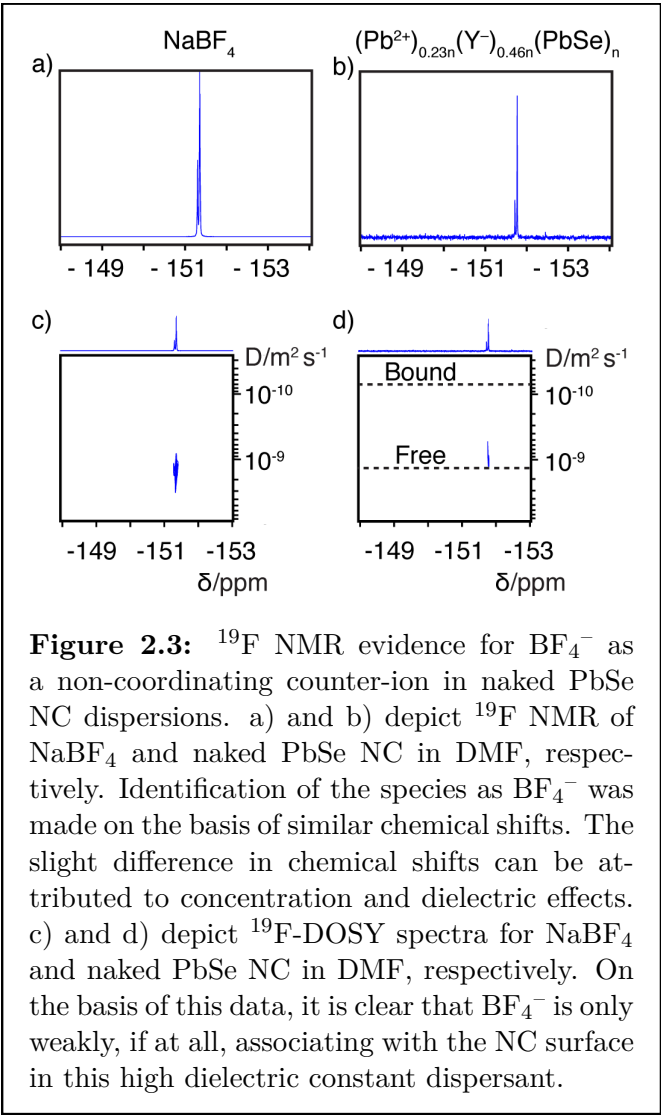 NaBF₄
(Pb²⁺)₀.₂₃ₙ(Y⁻)₀.₄₆ₙ(PbSe)ₙ
a)
b)
- 149 - 151 - 153
- 149 - 151 - 153
c)
d)
D/m² s⁻¹
10⁻¹⁰
10⁻⁹
D/m² s⁻¹
Bound
10⁻¹⁰
Free
10⁻⁹
-149 -151 -153
δ/ppm
-149 -151 -153
δ/ppm
Figure 2.3: ¹⁹F NMR evidence for BF₄⁻ as
a non-coordinating counter-ion in naked PbSe
NC dispersions. a) and b) depict ¹⁹F NMR of
NaBF₄ and naked PbSe NC in DMF, respec-
tively. Identification of the species as BF₄⁻ was
made on the basis of similar chemical shifts. The
slight difference in chemical shifts can be at-
tributed to concentration and dielectric effects.
c) and d) depict ¹⁹F-DOSY spectra for NaBF₄
and naked PbSe NC in DMF, respectively. On
the basis of this data, it is clear that BF₄⁻ is only
weakly, if at all, associating with the NC surface
in this high dielectric constant dispersant.